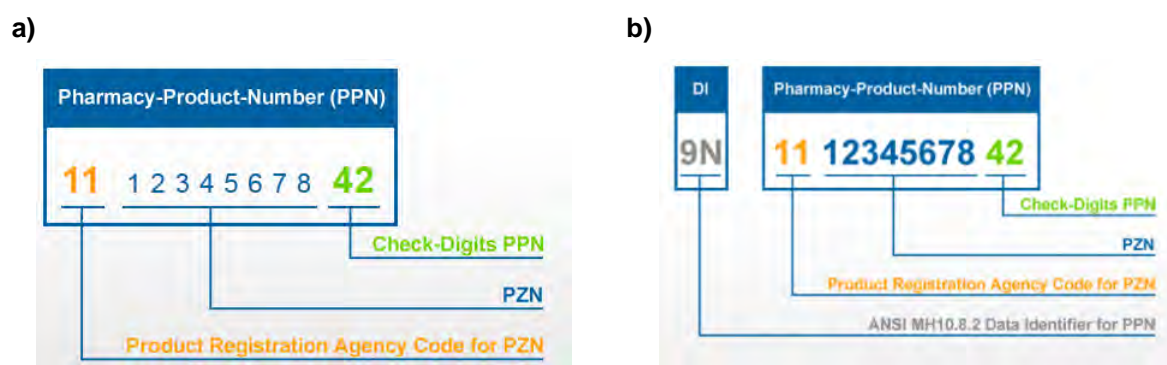 a)
Pharmacy-Product-Number (PPN)
11 1 2 3 4 5 6 7 8 42
Check-Digits PPN
PZN
Product Registration Agency Code for PZN
b)
DI Pharmacy-Product-Number (PPN)
9N 11 12345678 42
Check-Digits PPN
PZN
Product Registration Agency Code for PZN
ANSI MH10.8.2 Data Identifier for PPN